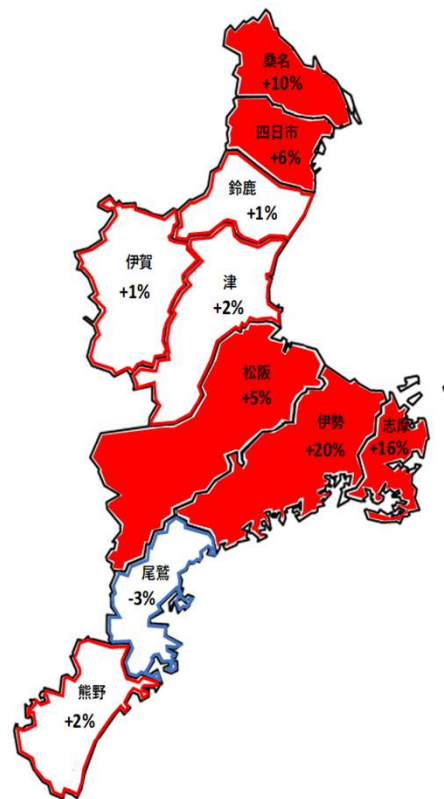 桑名
+10%
四日市
+6%
鈴鹿
+1%
伊賀
+1%
津
+2%
松阪
+5%
伊勢
+20%
志摩
+16%
尾鷲
-3%
熊野
+2%